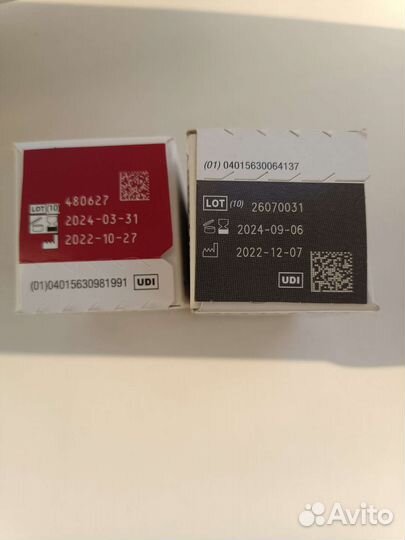 LOT (10) 480627
2024-03-31
2022-10-27
(01)04015630981991 UDI
(01) 04015630064137
LOT (10) 26070031
2024-09-06
2022-12-07
UDI
Avito